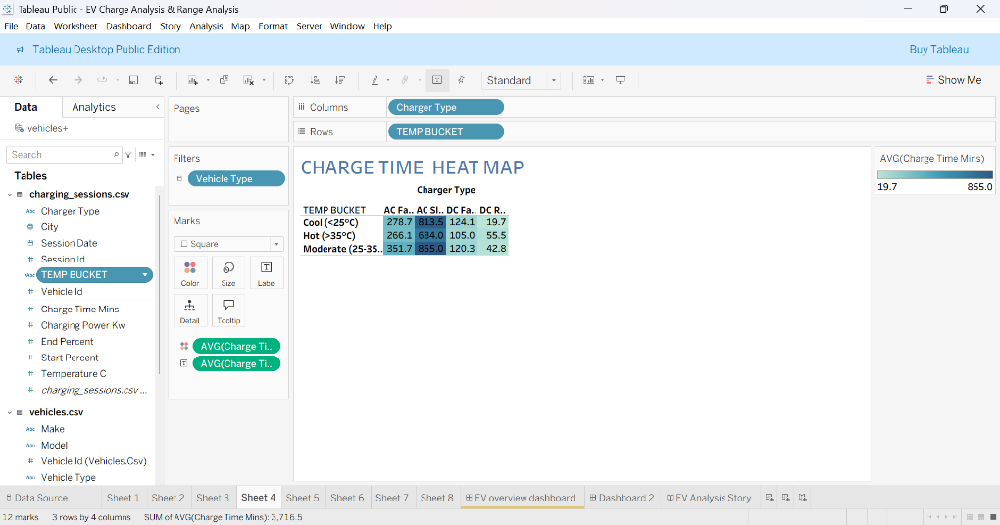 Tableau Public - EV Charge Analysis & Range Analysis
File Data Worksheet Dashboard Story Analysis Map Format Server Window Help
Tableau Desktop Public Edition Buy Tableau
Standard Show Me
Data Analytics
vehicles+
Search
Tables
charging_sessions.csv
Abc Charger Type
City
Session Date
# Session Id
=Abc TEMP BUCKET
# Vehicle Id
# Charge Time Mins
# Charging Power Kw
# End Percent
# Start Percent
# Temperature C
# charging_sessions.csv ...
vehicles.csv
Abc Make
Abc Model
# Vehicle Id (Vehicles.Csv)
Abc Vehicle Type
Pages
Filters
Vehicle Type
Marks
Square
Color Size Label
Detail Tooltip
AVG(Charge Ti..
AVG(Charge Ti..
Columns Charger Type
Rows TEMP BUCKET
CHARGE TIME HEAT MAP
Charger Type
TEMP BUCKET AC Fa.. AC Sl.. DC Fa.. DC R..
Cool (<25ºC) 278.7 813.5 124.1 19.7
Hot (>35ºC) 266.1 684.0 105.0 55.5
Moderate (25-35.. 351.7 855.0 120.3 42.8
AVG(Charge Time Mins)
19.7 855.0
Data Source Sheet 1 Sheet 2 Sheet 3 Sheet 4 Sheet 5 Sheet 6 Sheet 7 Sheet 8 EV overview dashboard Dashboard 2 EV Analysis Story
12 marks 3 rows by 4 columns SUM of AVG(Charge Time Mins): 3,716.5